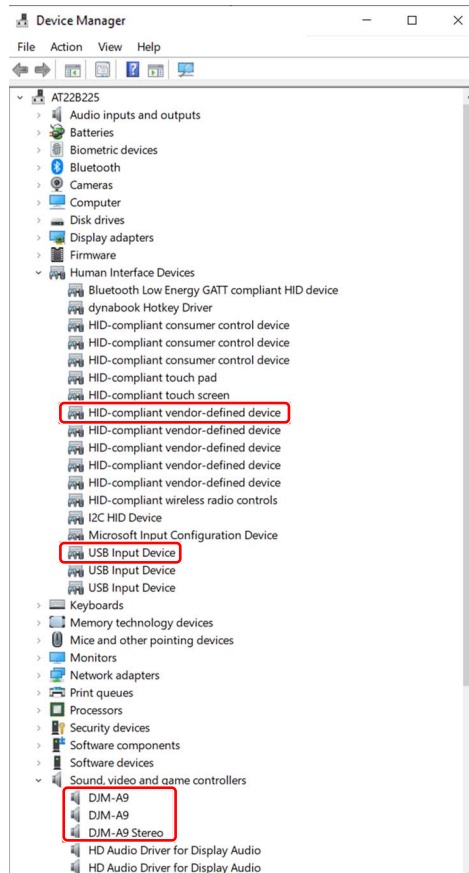 Device Manager
File Action View Help
AT22B225
Audio inputs and outputs
Batteries
Biometric devices
Bluetooth
Cameras
Computer
Disk drives
Display adapters
Firmware
Human Interface Devices
Bluetooth Low Energy GATT compliant HID device
dynabook Hotkey Driver
HID-compliant consumer control device
HID-compliant consumer control device
HID-compliant consumer control device
HID-compliant touch pad
HID-compliant touch screen
HID-compliant vendor-defined device
HID-compliant vendor-defined device
HID-compliant vendor-defined device
HID-compliant vendor-defined device
HID-compliant vendor-defined device
HID-compliant wireless radio controls
I2C HID Device
Microsoft Input Configuration Device
USB Input Device
USB Input Device
USB Input Device
Keyboards
Memory technology devices
Mice and other pointing devices
Monitors
Network adapters
Print queues
Processors
Security devices
Software components
Software devices
Sound, video and game controllers
DJM-A9
DJM-A9
DJM-A9 Stereo
HD Audio Driver for Display Audio
HD Audio Driver for Display Audio